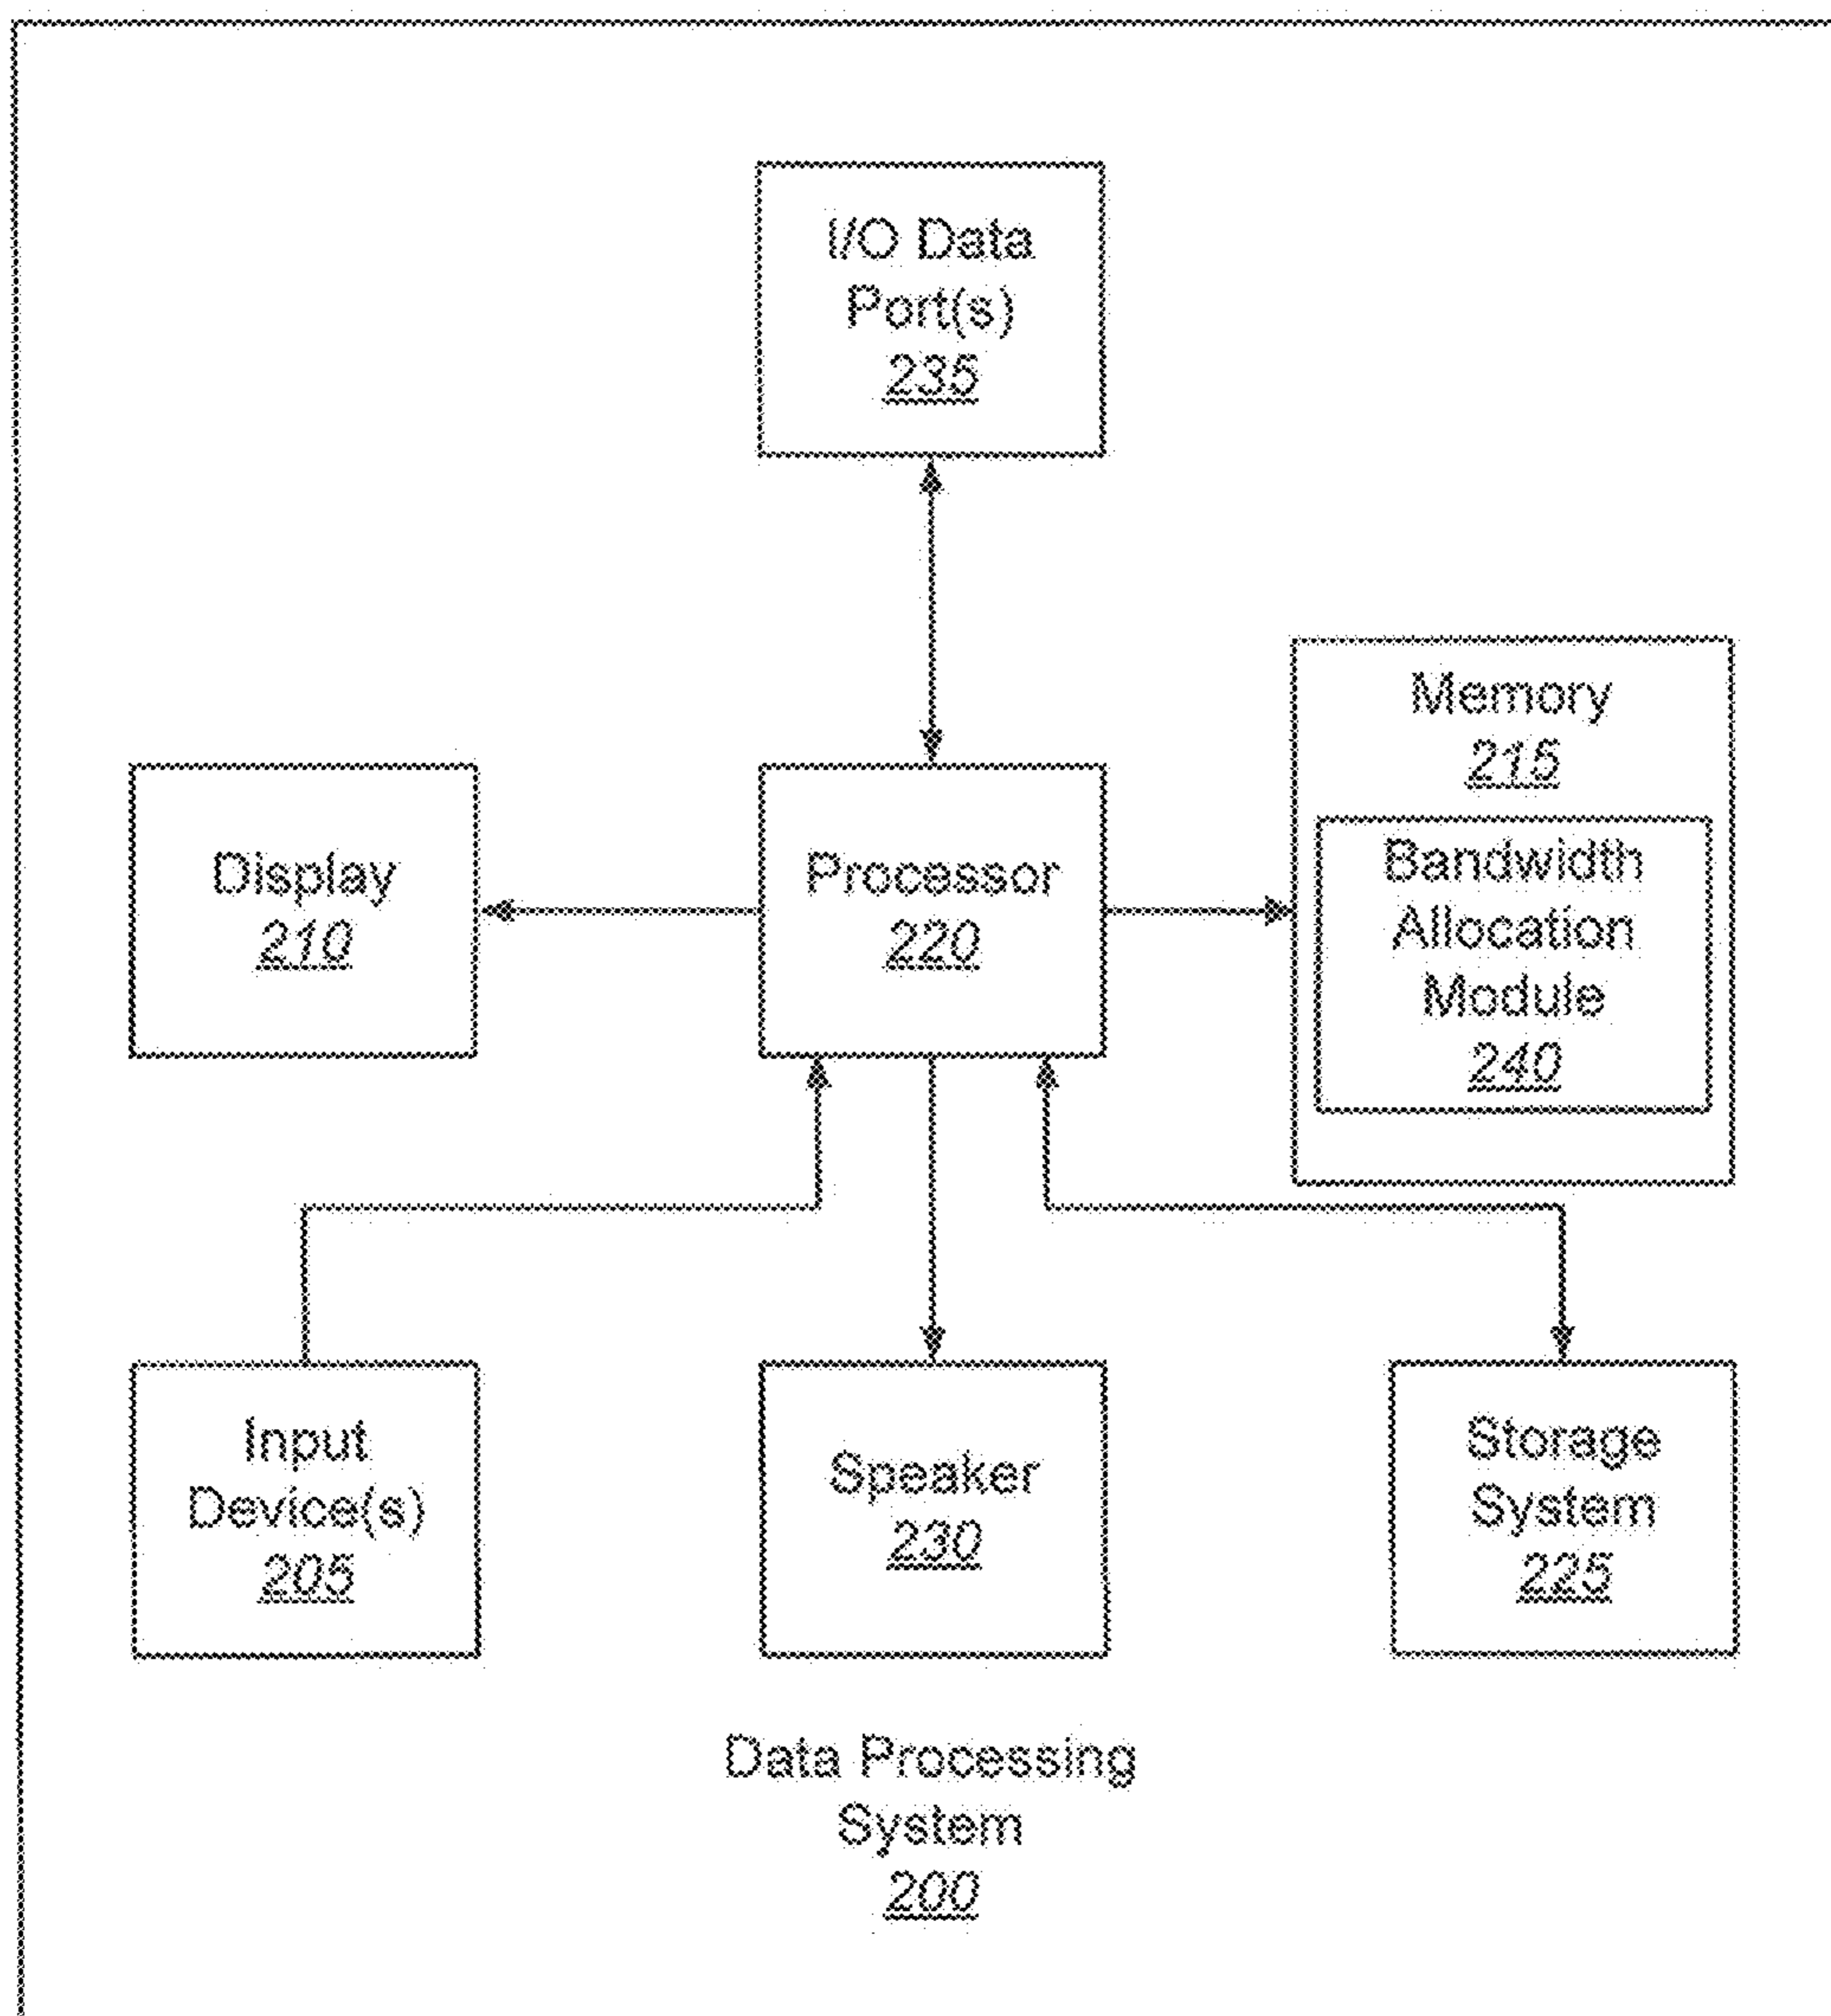 I/O Data
Port(s)
235
Memory
215
Bandwidth
Allocation
Module
240
Display
210
Processor
220
Input
Device(s)
205
Speaker
230
Storage
System
225
Data Processing
System
200